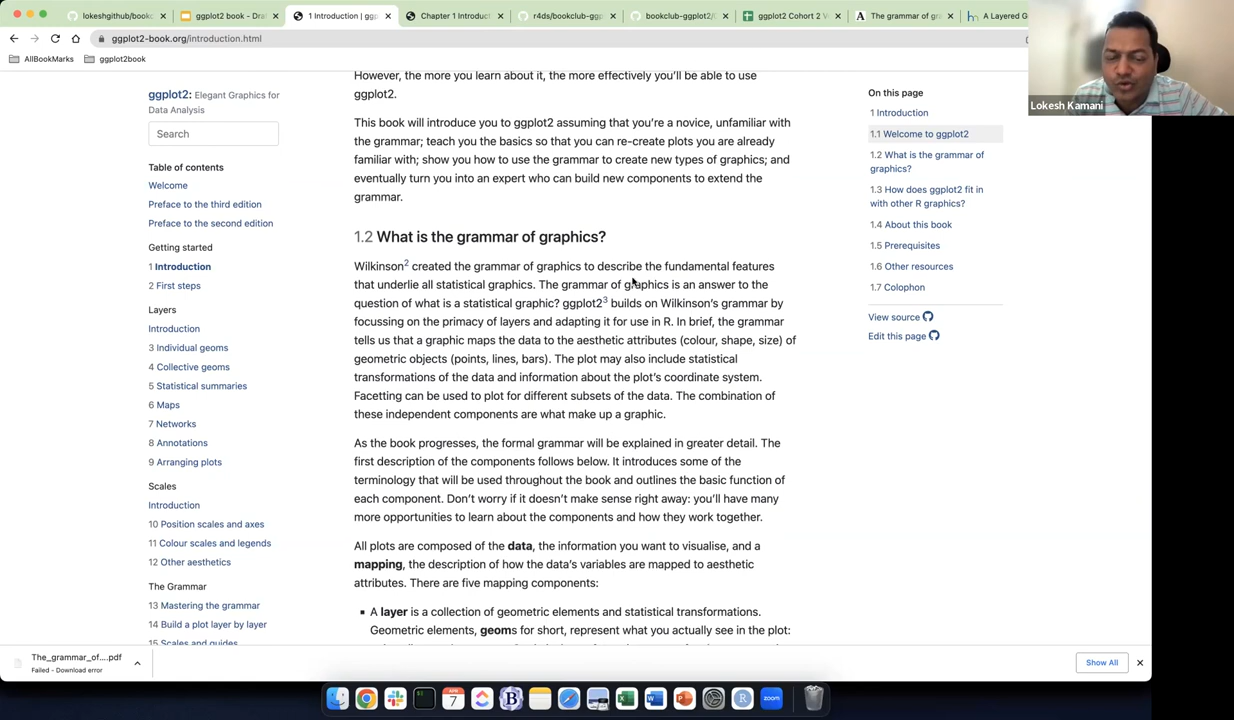 lokeshgithub/bookc
ggplot2 book - Dra
1 Introduction | ggp
Chapter 1 Introduct
r4ds/bookclub-ggp
bookclub-ggplot2/
ggplot2 Cohort 2 V
The grammar of gr
A Layered G
ggplot2-book.org/introduction.html
AllBookMarks
ggplot2book
Lokesh Kamani
ggplot2: Elegant Graphics for
Data Analysis
Search
Table of contents
Welcome
Preface to the third edition
Preface to the second edition
Getting started
1 Introduction
2 First steps
Layers
Introduction
3 Individual geoms
4 Collective geoms
5 Statistical summaries
6 Maps
7 Networks
8 Annotations
9 Arranging plots
Scales
Introduction
10 Position scales and axes
11 Colour scales and legends
12 Other aesthetics
The Grammar
13 Mastering the grammar
14 Build a plot layer by layer
15 Scales and guides
However, the more you learn about it, the more effectively you'll be able to use
ggplot2.
This book will introduce you to ggplot2 assuming that you're a novice, unfamiliar with
the grammar; teach you the basics so that you can re-create plots you are already
familiar with; show you how to use the grammar to create new types of graphics; and
eventually turn you into an expert who can build new components to extend the
grammar.
1.2 What is the grammar of graphics?
Wilkinson2 created the grammar of graphics to describe the fundamental features
that underlie all statistical graphics. The grammar of graphics is an answer to the
question of what is a statistical graphic? ggplot23 builds on Wilkinson's grammar by
focussing on the primacy of layers and adapting it for use in R. In brief, the grammar
tells us that a graphic maps the data to the aesthetic attributes (colour, shape, size) of
geometric objects (points, lines, bars). The plot may also include statistical
transformations of the data and information about the plot's coordinate system.
Facetting can be used to plot for different subsets of the data. The combination of
these independent components are what make up a graphic.
As the book progresses, the formal grammar will be explained in greater detail. The
first description of the components follows below. It introduces some of the
terminology that will be used throughout the book and outlines the basic function of
each component. Don't worry if it doesn't make sense right away: you'll have many
more opportunities to learn about the components and how they work together.
All plots are composed of the data, the information you want to visualise, and a
mapping, the description of how the data's variables are mapped to aesthetic
attributes. There are five mapping components:
A layer is a collection of geometric elements and statistical transformations.
Geometric elements, geoms for short, represent what you actually see in the plot:
On this page
1 Introduction
1.1 Welcome to ggplot2
1.2 What is the grammar of
graphics?
1.3 How does ggplot2 fit in
with other R graphics?
1.4 About this book
1.5 Prerequisites
1.6 Other resources
1.7 Colophon
View source
Edit this page
The_grammar_of....pdf
Failed - Download error
Show All
APR
7
B
R
zoom